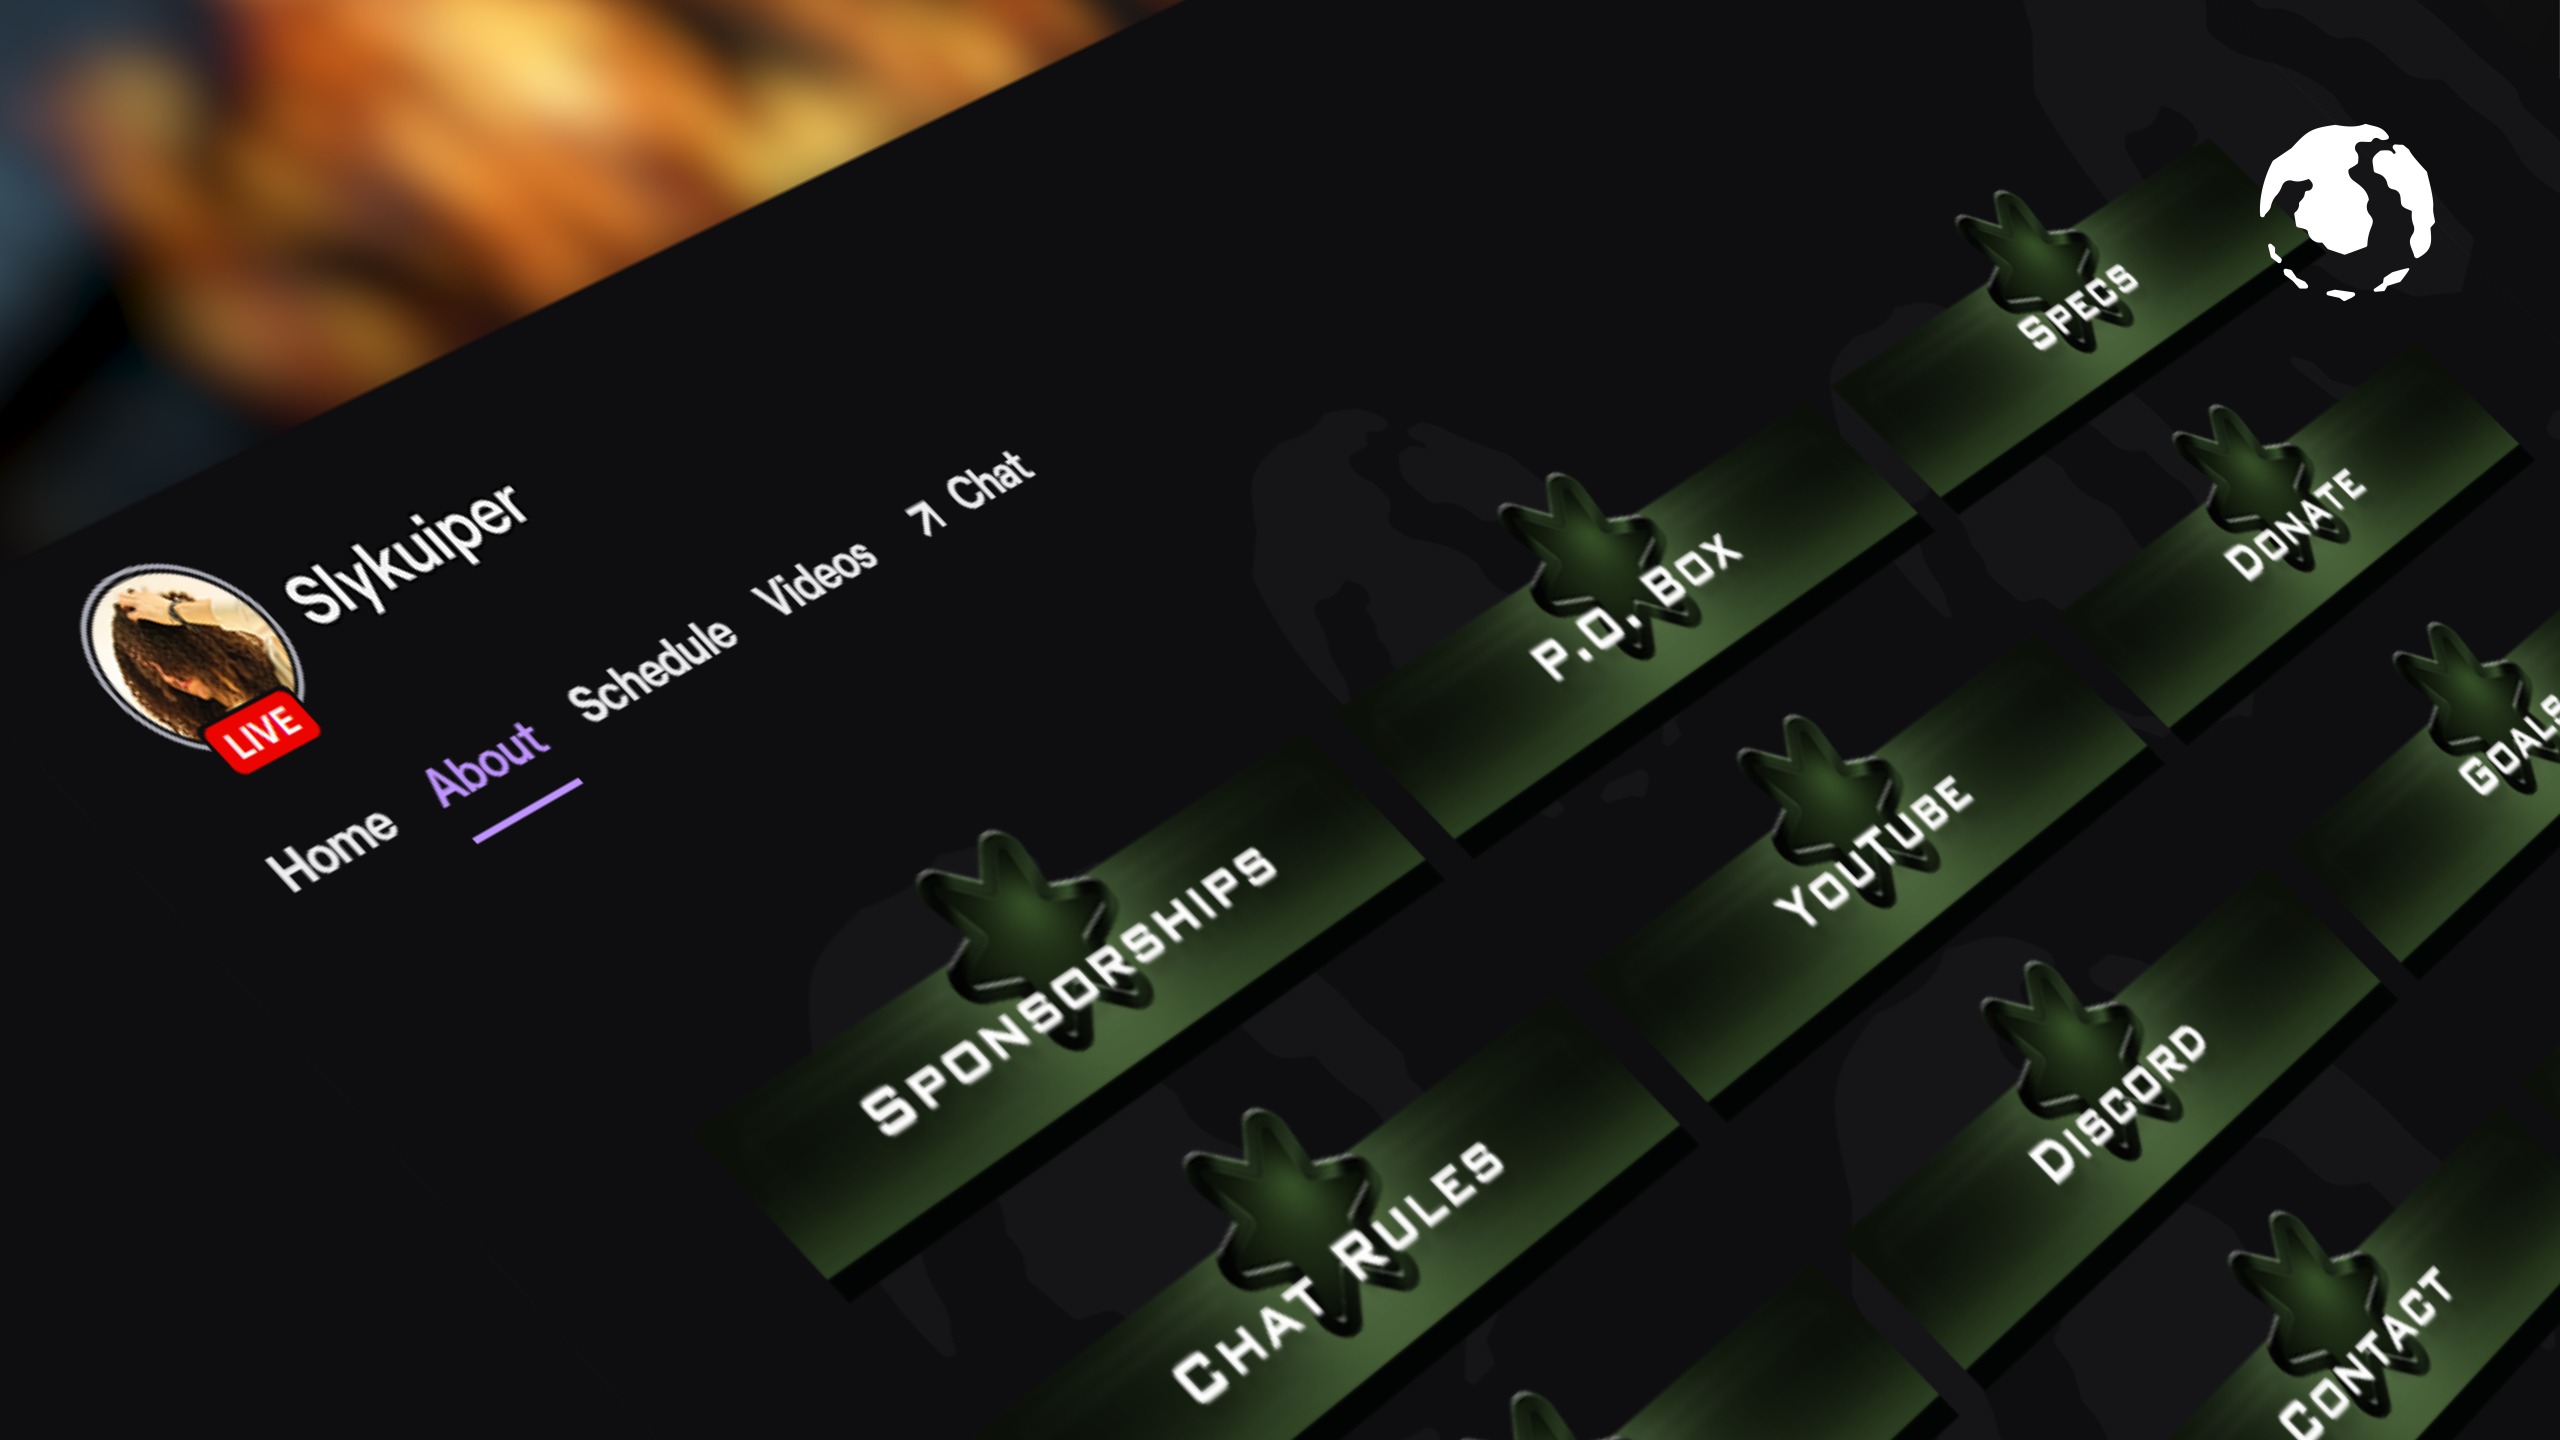 Slykuiper
LIVE
Home About Schedule Videos Chat
Sponsorships
P.O. Box
Specs
Chat Rules
YouTube
Donate
Discord
Goals
Contact